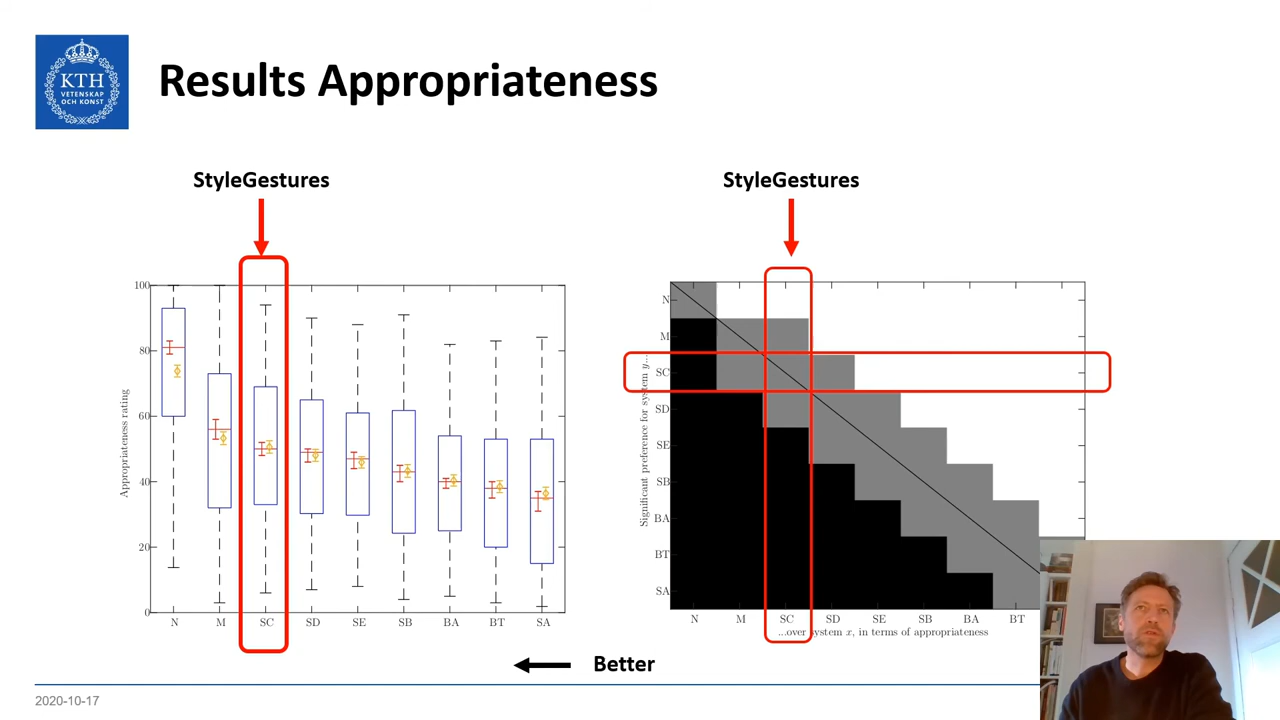 KTH
VETENSKAP
OCH KONST
Results Appropriateness
StyleGestures
StyleGestures
Appropriateness rating
100
80
60
40
20
0
N M SC SD SE SB BA BT SA
Significant preference for system y...
N
M
SC
SD
SE
SB
BA
BT
SA
N M SC SD SE SB BA BT
...over system x, in terms of appropriateness
Better
2020-10-17